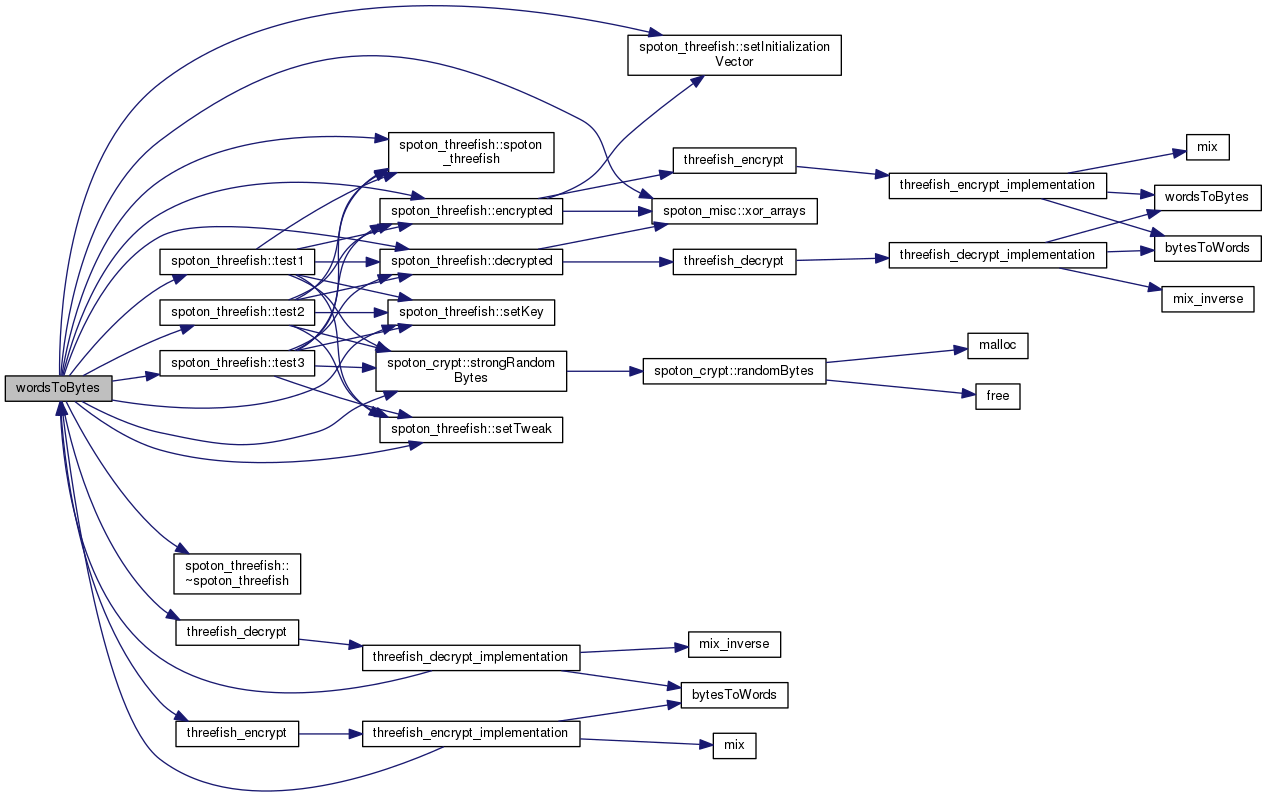 spoton_threefish::setInitialization
Vector
spoton_threefish::spoton
_threefish
mix
threefish_encrypt
threefish_encrypt_implementation
wordsToBytes
spoton_threefish::encrypted
spoton_misc::xor_arrays
bytesToWords
spoton_threefish::test1
spoton_threefish::decrypted
threefish_decrypt
threefish_decrypt_implementation
mix_inverse
spoton_threefish::test2
spoton_threefish::setKey
malloc
spoton_threefish::test3
spoton_crypt::strongRandom
Bytes
spoton_crypt::randomBytes
free
wordsToBytes
spoton_threefish::setTweak
spoton_threefish::
~spoton_threefish
threefish_decrypt
threefish_decrypt_implementation
mix_inverse
bytesToWords
threefish_encrypt
threefish_encrypt_implementation
mix